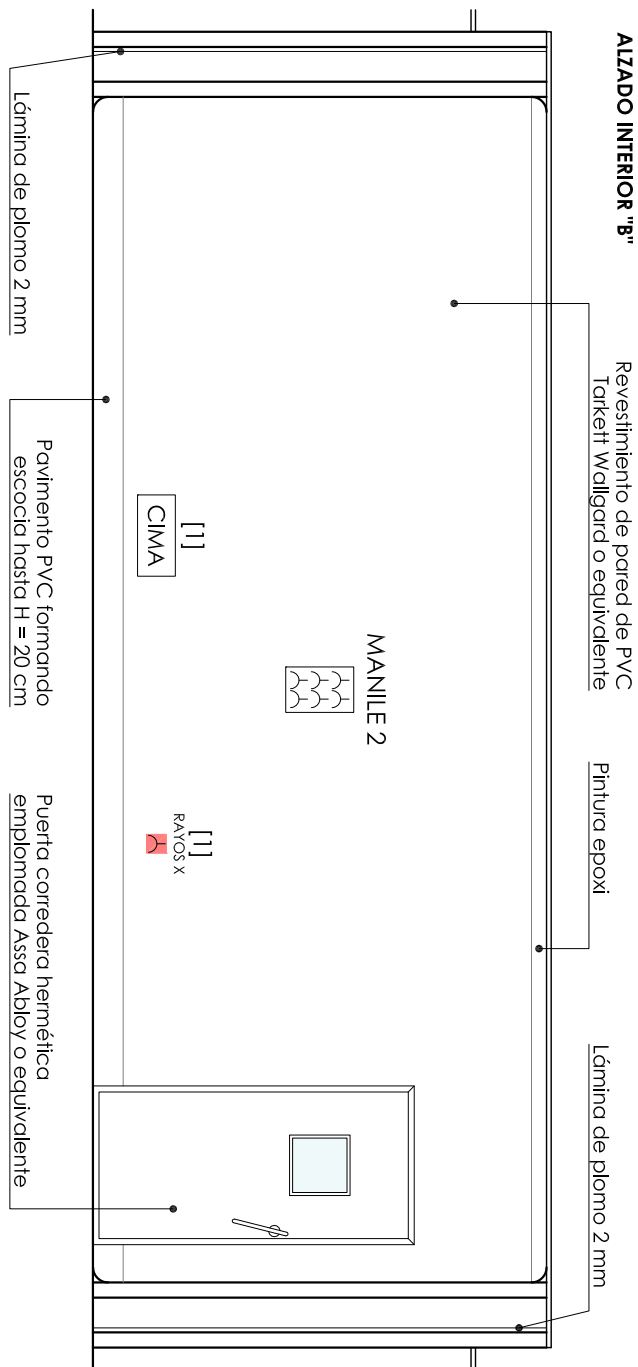 ALZADO INTERIOR "B"
Revestimiento de pared de PVC
Tarkett Wallgard o equivalente
Pintura epoxi
Lámina de plomo 2 mm
MANILE 2
[1]
CIMA
[1]
RAYOS X
Lámina de plomo 2 mm
Pavimento PVC formando
escocia hasta H = 20 cm
Puerta corredera hermética
emplomada Assa Abloy o equivalente